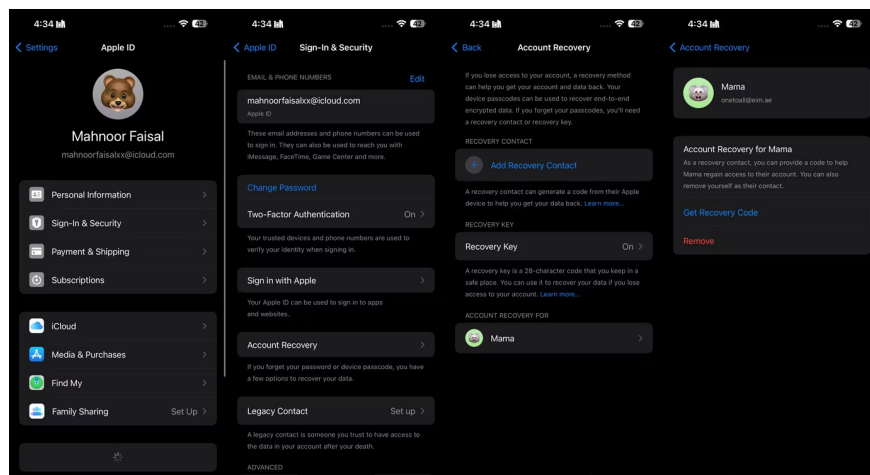 4:34
42
Settings
Apple ID
Mahnoor Faisal
mahnoorfaisalxx@icloud.com
Personal Information
Sign-In & Security
Payment & Shipping
Subscriptions
iCloud
Media & Purchases
Find My
Family Sharing
Set Up
4:34
42
Apple ID
Sign-In & Security
EMAIL & PHONE NUMBERS
Edit
mahnoorfaisalxx@icloud.com
Apple ID
These email addresses and phone numbers can be used
to sign in. They can also be used to reach you with
iMessage, FaceTime, Game Center and more.
Change Password
Two-Factor Authentication
On
Your trusted devices and phone numbers are used to
verify your identity when signing in.
Sign in with Apple
Your Apple ID can be used to sign in to apps
and websites.
Account Recovery
If you forget your password or device passcode, you have
a few options to recover your data.
Legacy Contact
Set up
A legacy contact is someone you trust to have access to
the data in your account after your death.
ADVANCED
4:34
42
Back
Account Recovery
If you lose access to your account, a recovery method
can help you get your account and data back. Your
device passcodes can be used to recover end-to-end
encrypted data. If you forget your passcodes, you'll need
a recovery contact or recovery key.
RECOVERY CONTACT
Add Recovery Contact
A recovery contact can generate a code from their Apple
device to help you get your data back. Learn more...
RECOVERY KEY
Recovery Key
On
A recovery key is a 28-character code that you keep in a
safe place. You can use it to recover your data if you lose
access to your account. Learn more...
ACCOUNT RECOVERY FOR
Mama
4:34
42
Account Recovery
Mama
onetoall@eim.ae
Account Recovery for Mama
As a recovery contact, you can provide a code to help
Mama regain access to their account. You can also
remove yourself as their contact.
Get Recovery Code
Remove